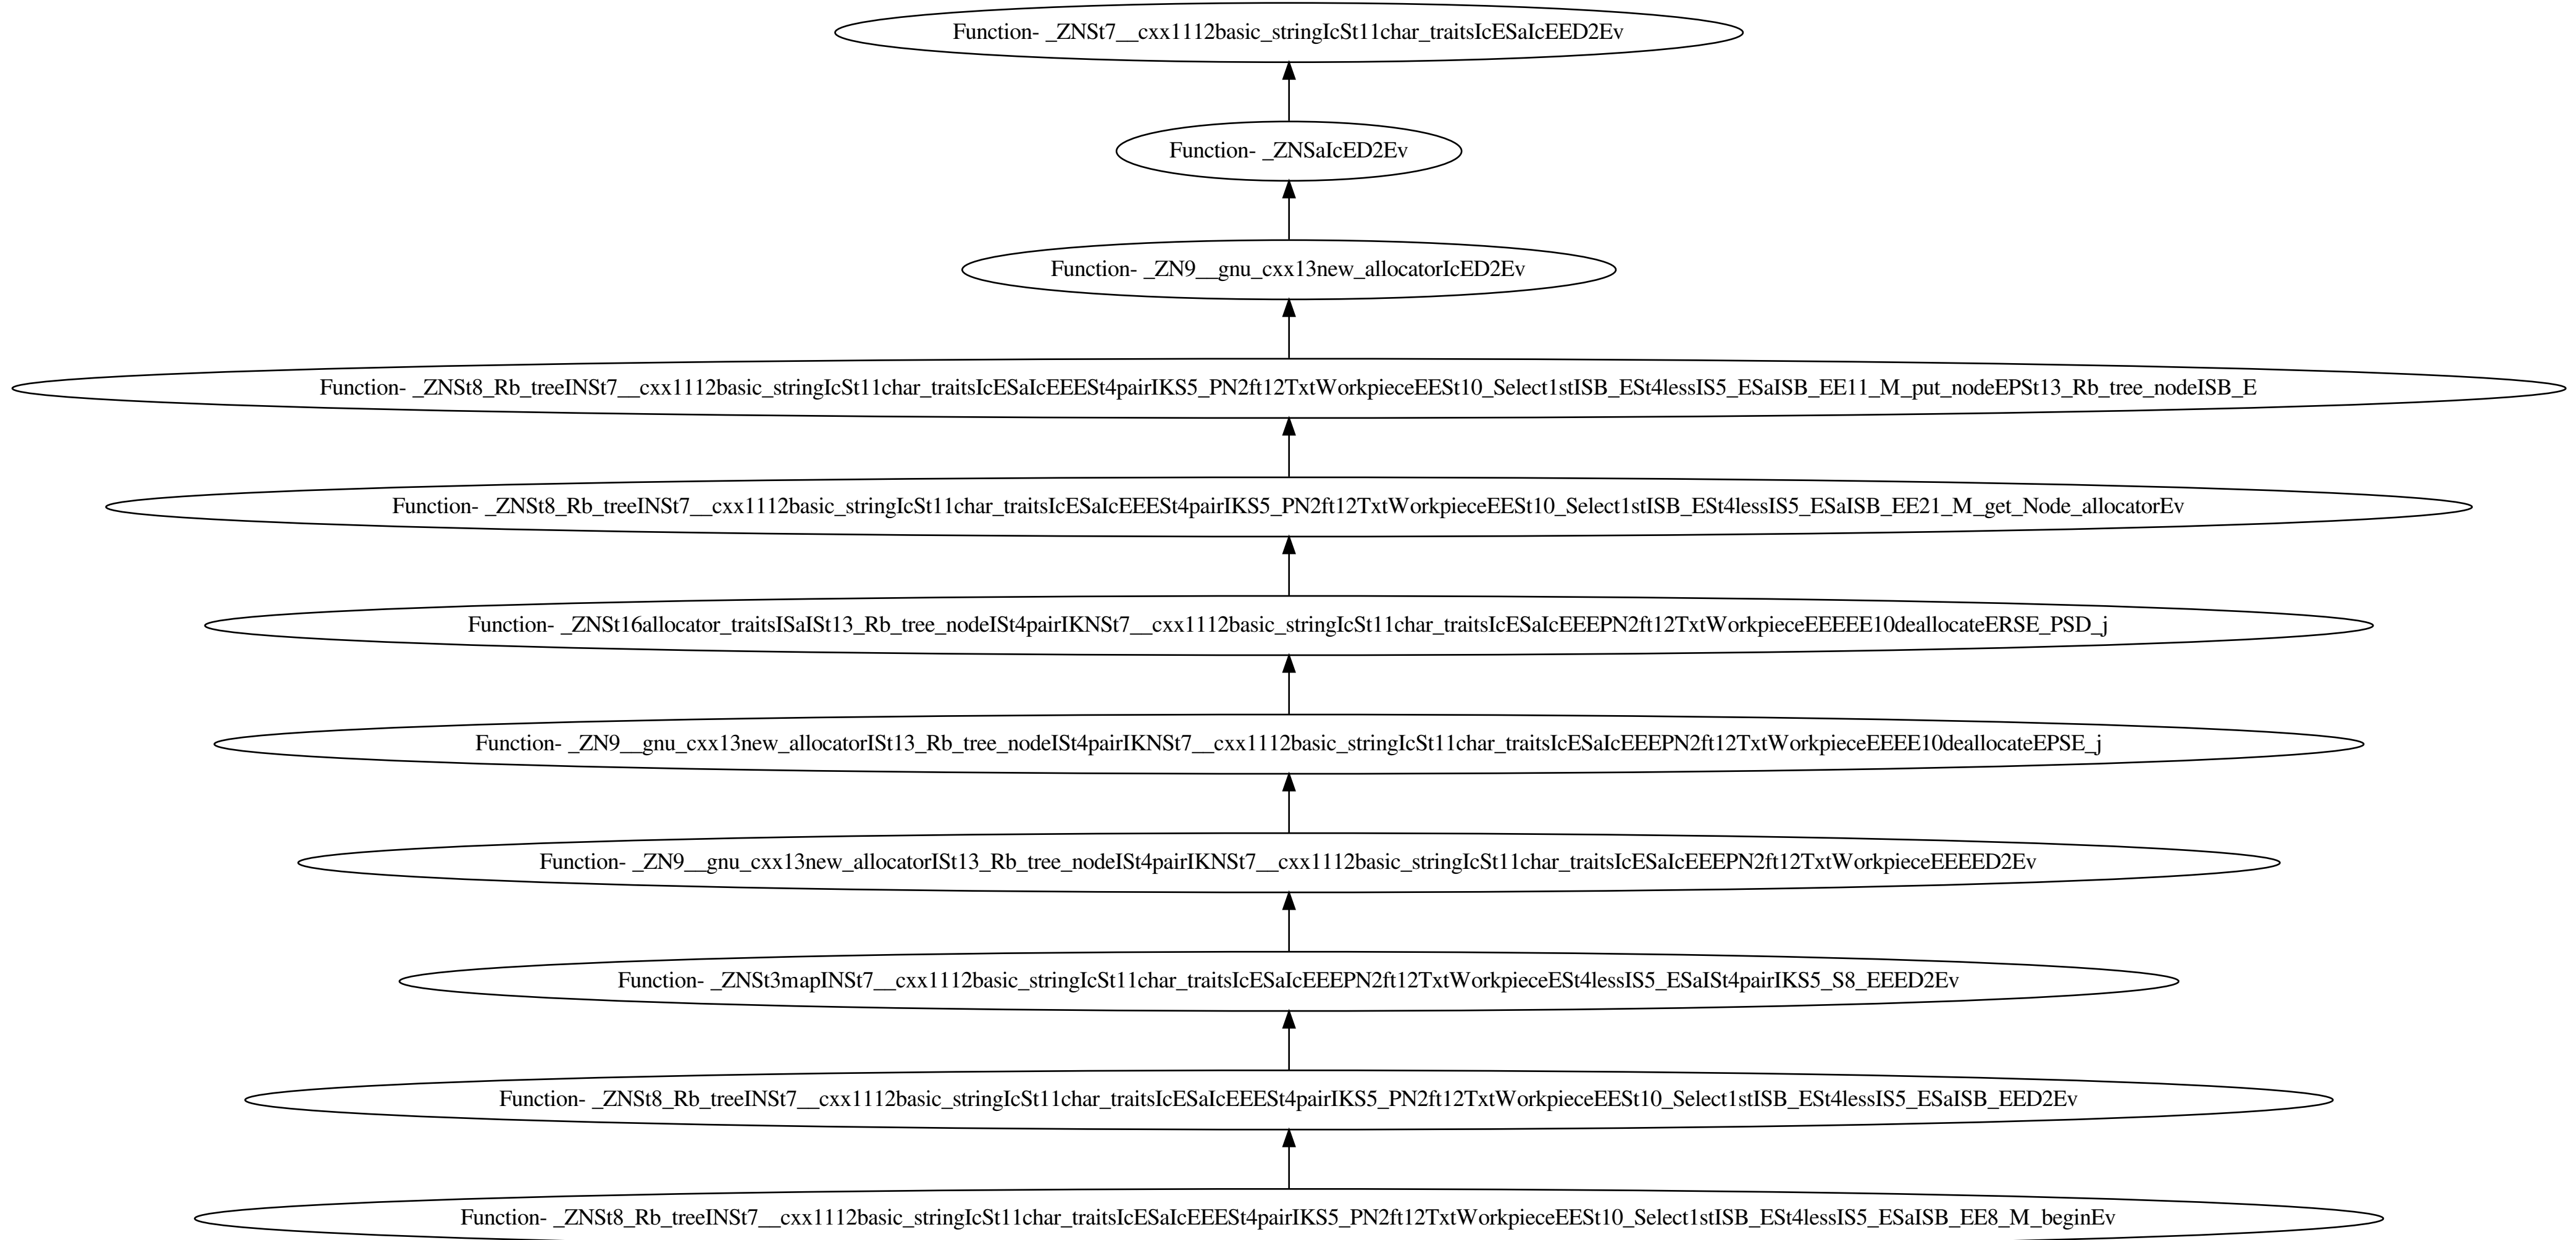 Function- _ZNSt7__cxx1112basic_stringIcSt11char_traitsIcESaIcEED2Ev
Function- _ZNSaIcED2Ev
Function- _ZN9__gnu_cxx13new_allocatorIcED2Ev
Function- _ZNSt8_Rb_treeINSt7__cxx1112basic_stringIcSt11char_traitsIcESaIcEEESt4pairIKS5_PN2ft12TxtWorkpieceEESt10_Select1stISB_ESt4lessIS5_ESaISB_EE11_M_put_nodeEPSt13_Rb_tree_nodeISB_E
Function- _ZNSt8_Rb_treeINSt7__cxx1112basic_stringIcSt11char_traitsIcESaIcEEESt4pairIKS5_PN2ft12TxtWorkpieceEESt10_Select1stISB_ESt4lessIS5_ESaISB_EE21_M_get_Node_allocatorEv
Function- _ZNSt16allocator_traitsISaISt13_Rb_tree_nodeISt4pairIKNSt7__cxx1112basic_stringIcSt11char_traitsIcESaIcEEEPN2ft12TxtWorkpieceEEEEE10deallocateERSE_PSD_j
Function- _ZN9__gnu_cxx13new_allocatorISt13_Rb_tree_nodeISt4pairIKNSt7__cxx1112basic_stringIcSt11char_traitsIcESaIcEEEPN2ft12TxtWorkpieceEEEE10deallocateEPSE_j
Function- _ZN9__gnu_cxx13new_allocatorISt13_Rb_tree_nodeISt4pairIKNSt7__cxx1112basic_stringIcSt11char_traitsIcESaIcEEEPN2ft12TxtWorkpieceEEEED2Ev
Function- _ZNSt3mapINSt7__cxx1112basic_stringIcSt11char_traitsIcESaIcEEEPN2ft12TxtWorkpieceESt4lessIS5_ESaISt4pairIKS5_S8_EEED2Ev
Function- _ZNSt8_Rb_treeINSt7__cxx1112basic_stringIcSt11char_traitsIcESaIcEEESt4pairIKS5_PN2ft12TxtWorkpieceEESt10_Select1stISB_ESt4lessIS5_ESaISB_EED2Ev
Function- _ZNSt8_Rb_treeINSt7__cxx1112basic_stringIcSt11char_traitsIcESaIcEEESt4pairIKS5_PN2ft12TxtWorkpieceEESt10_Select1stISB_ESt4lessIS5_ESaISB_EE8_M_beginEv